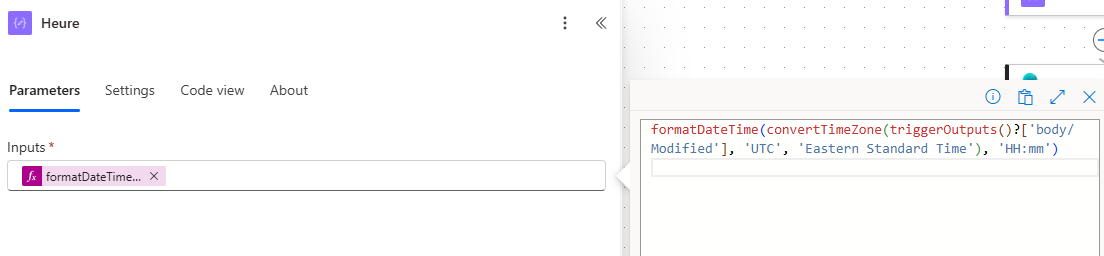 Heure
Parameters
Settings
Code view
About
Inputs *
fx formatDateTime...
formatDateTime(convertTimeZone(triggerOutputs()?['body/
Modified'], 'UTC', 'Eastern Standard Time'), 'HH:mm')